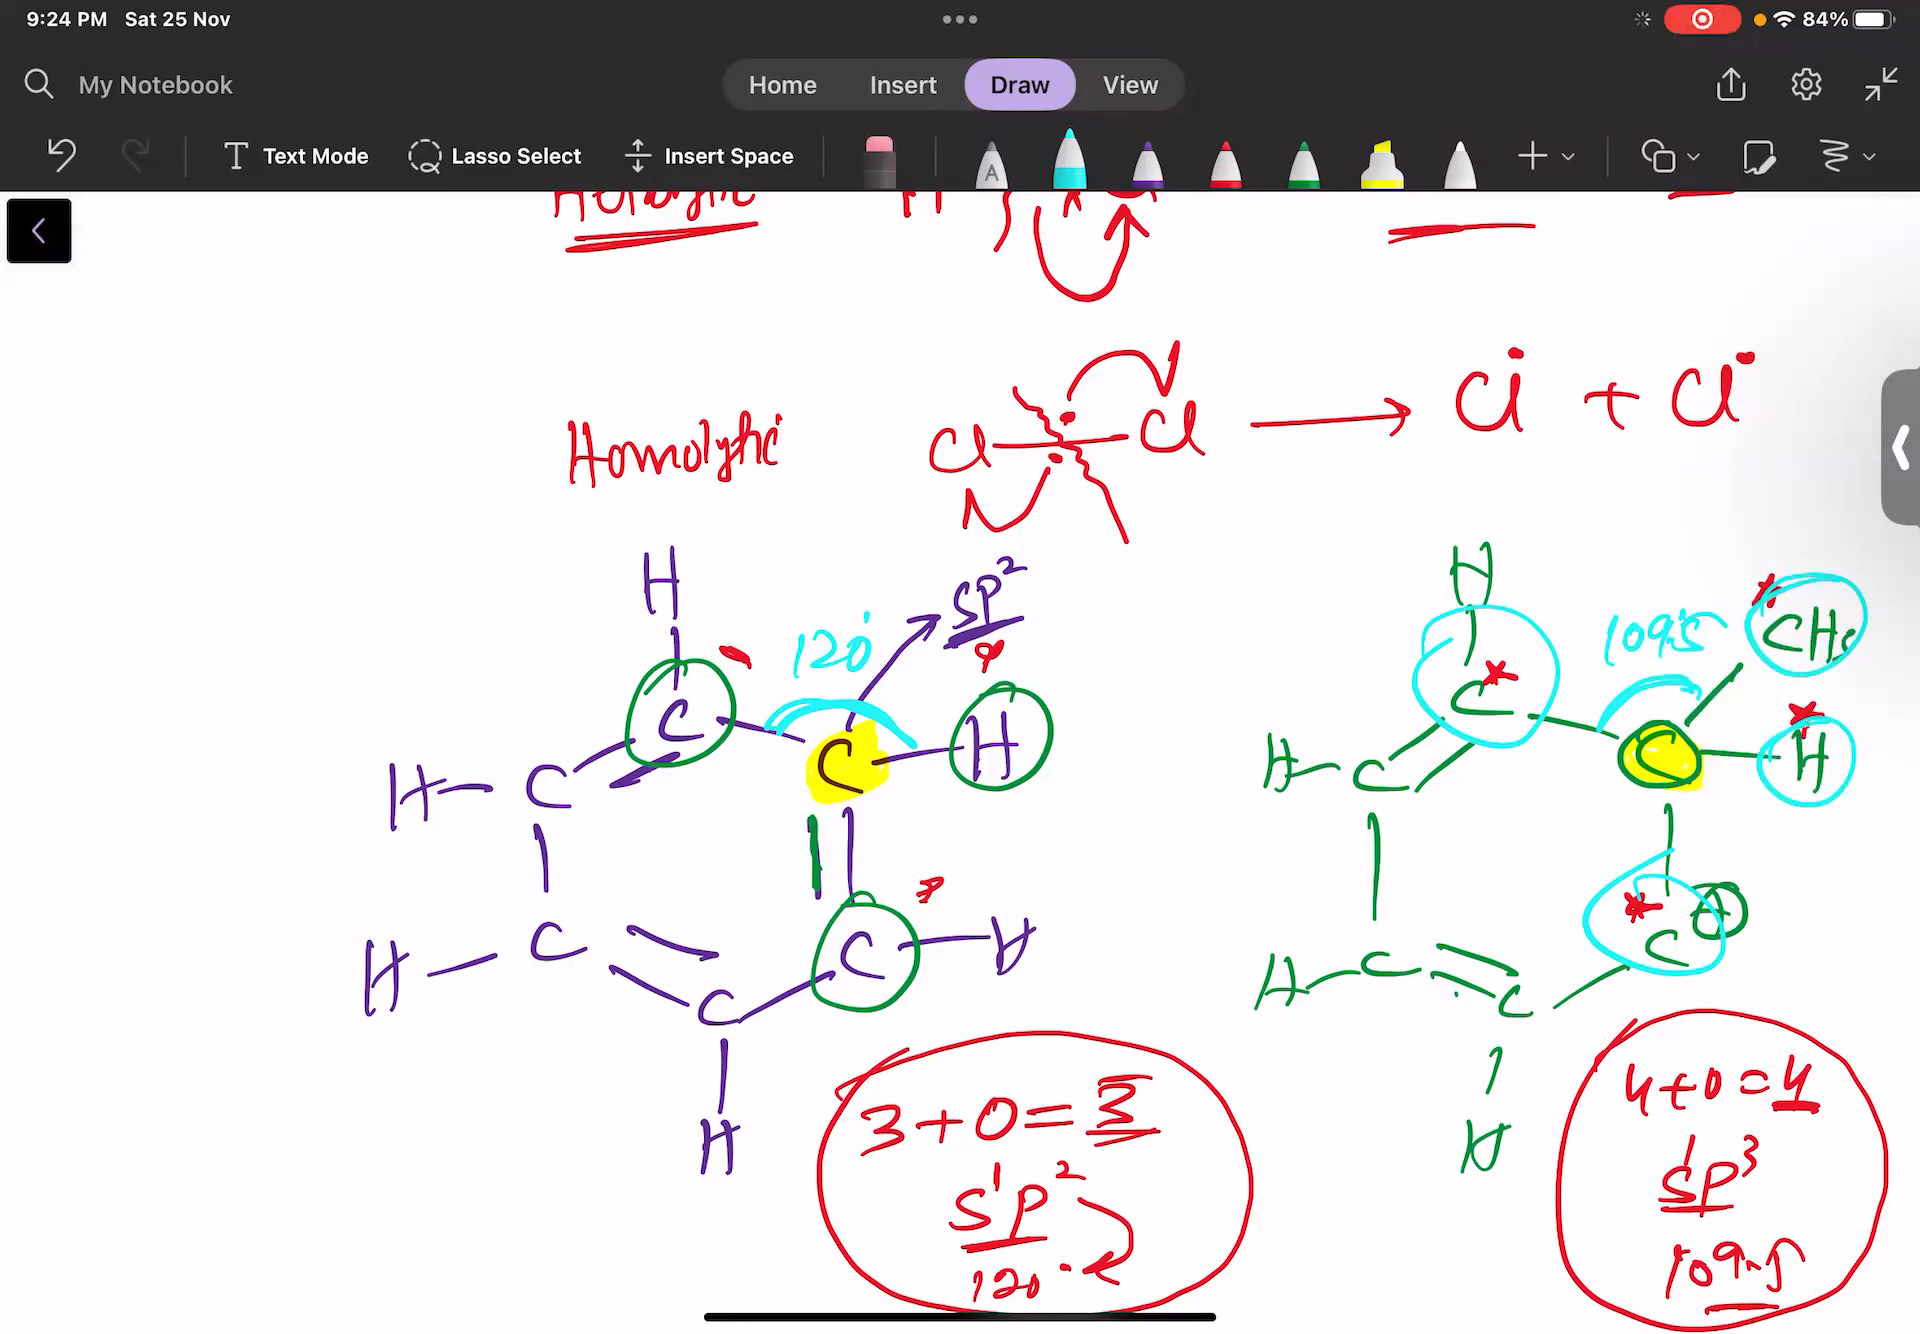 9:24 PM Sat 25 Nov
84%
My Notebook
Home Insert Draw View
Text Mode Lasso Select Insert Space
A
Homolytic Cl Cl Cl + Cl
H SP²
120
C C H
H C
H C C H
C
H
3+0=3
SP²
120
H
109.5 CH3
C C H
H C
H C C C
H
4+0=4
SP³
109.5